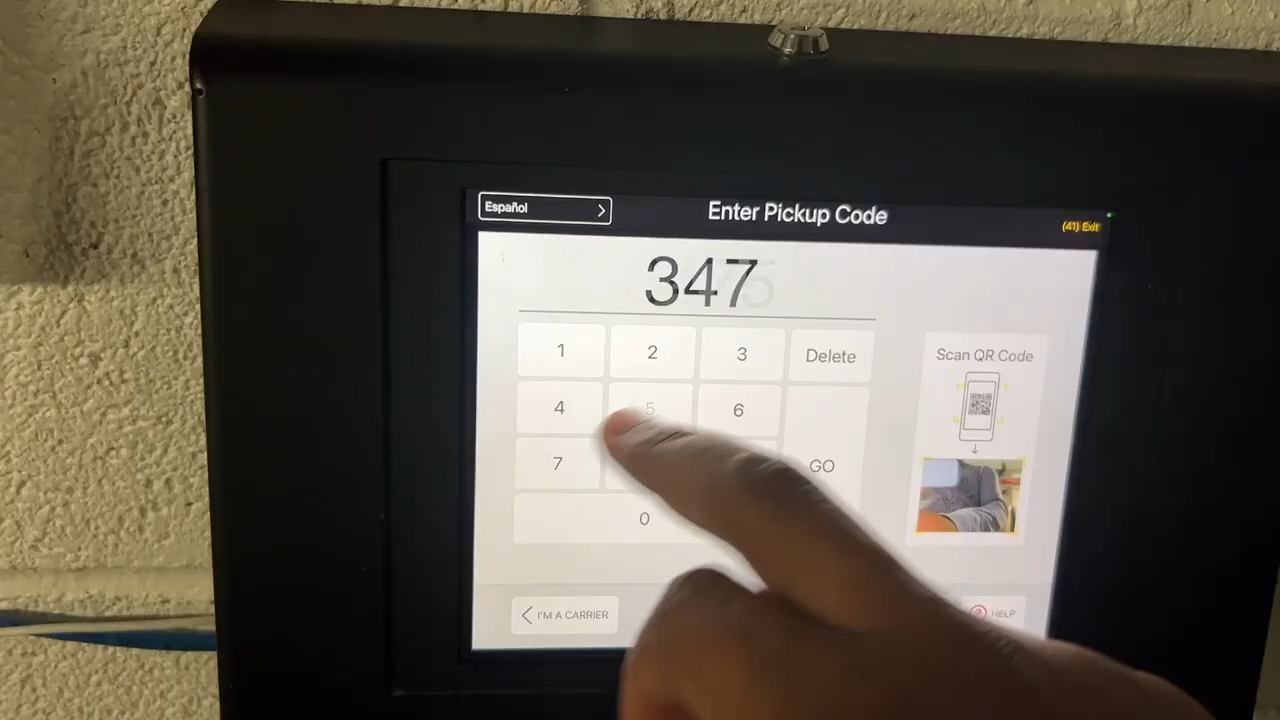 Español
Enter Pickup Code
(41) Exit
347
1 2 3 Delete
Scan QR Code
4 5 6
7 GO
0
I'M A CARRIER
HELP